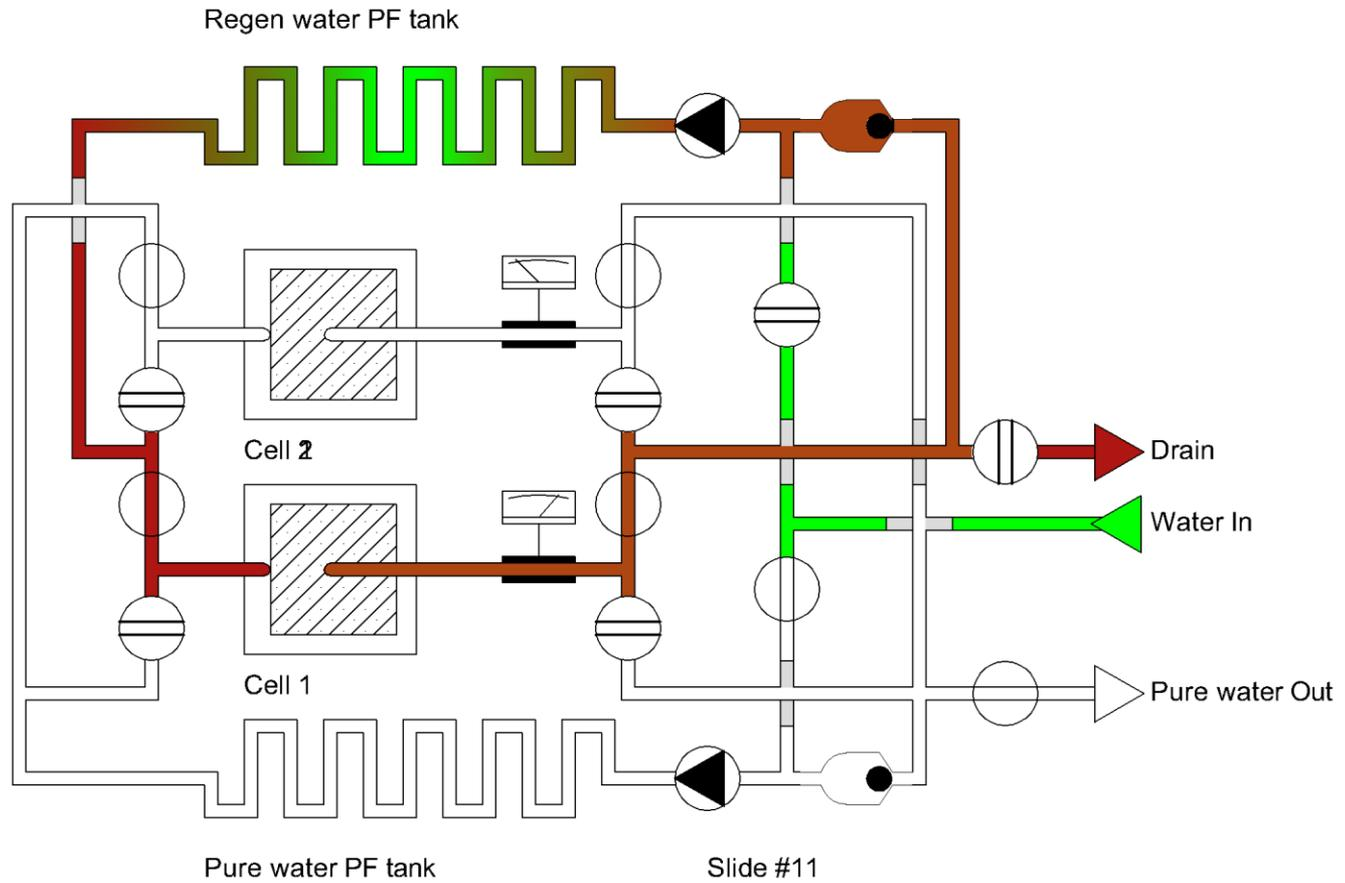 Regen water PF tank
Cell 2
Drain
Water In
Cell 1
Pure water Out
Pure water PF tank
Slide #11